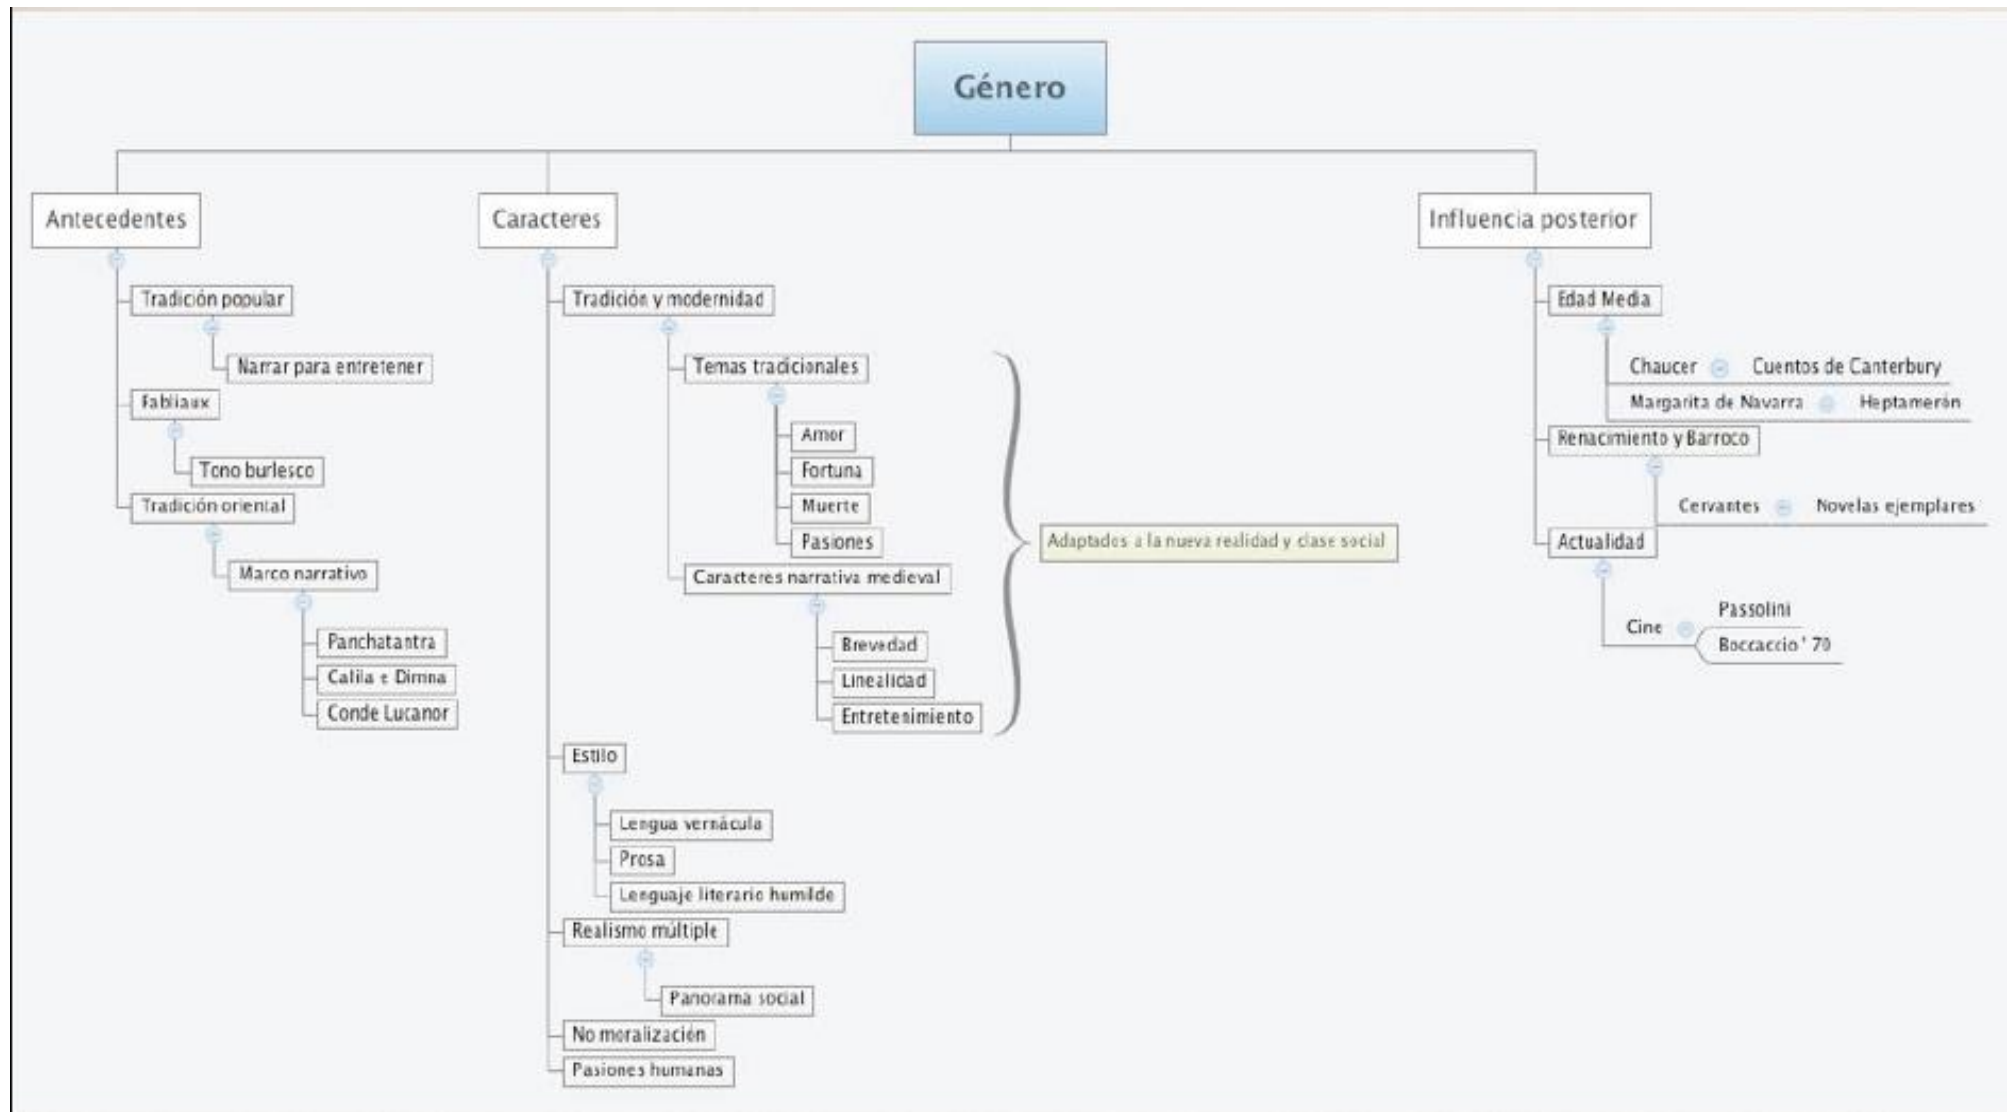 Género
Antecedentes
Tradición popular
Narrar para entretener
Fabliaux
Tono burlesco
Tradición oriental
Marco narrativo
Panchatantra
Calila e Dimna
Conde Lucanor
Caracteres
Tradición y modernidad
Temas tradicionales
Amor
Fortuna
Muerte
Pasiones
Caracteres narrativa medieval
Brevedad
Linealidad
Entretenimiento
Adaptados a la nueva realidad y clase social
Estilo
Lengua vernácula
Prosa
Lenguaje literario humilde
Realismo múltiple
Panorama social
No moralización
Pasiones humanas
Influencia posterior
Edad Media
Chaucer Cuentos de Canterbury
Margarita de Navarra Heptamerón
Renacimiento y Barroco
Cervantes Novelas ejemplares
Actualidad
Cine
Passolini
Boccaccio ' 70